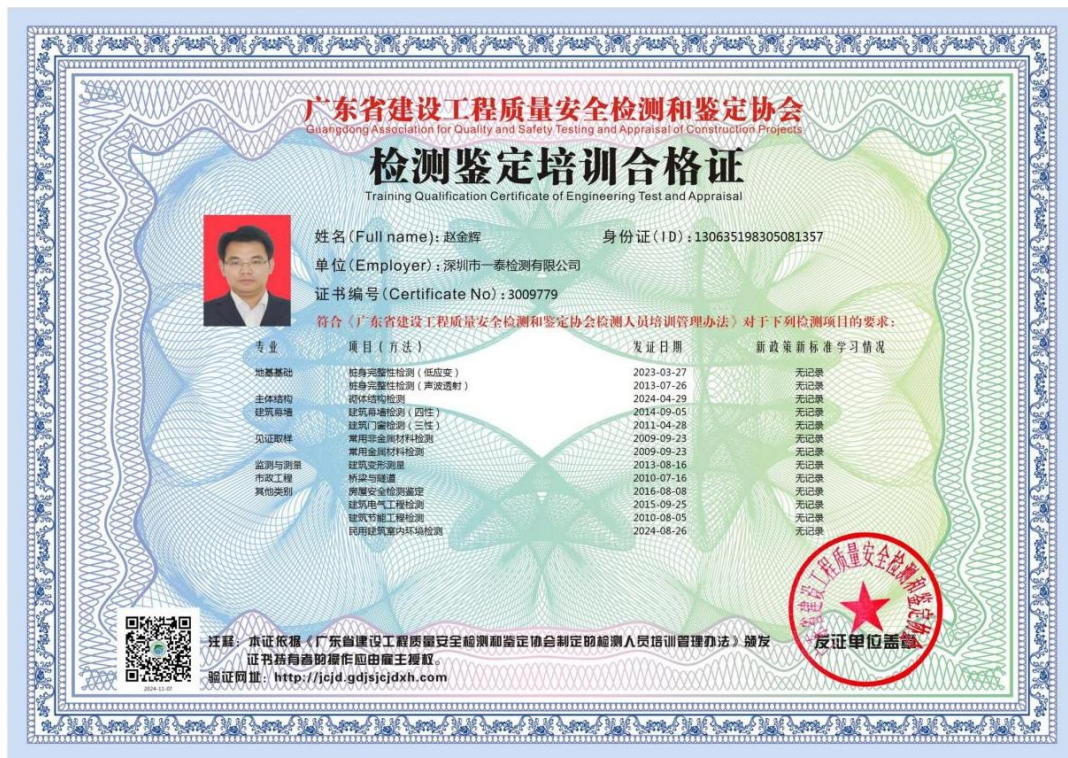 广东省建设工程质量安全检测和鉴定协会
Guangdong Association for Quality and Safety Testing and Appraisal of Construction Projects
检测鉴定培训合格证
Training Qualification Certificate of Engineering Test and Appraisal
姓名(Full name): 赵金辉 身份证(ID): 130635198305081357
单位(Employer): 深圳市一泰检测有限公司
证书编号(Certificate No): 3009779
符合《广东省建设工程质量安全检测和鉴定协会检测人员培训管理办法》对于下列检测项目的要求:
专业 项目(方法) 发证日期 新政策新标准学习情况
地基基础 桩身完整性检测(低应变) 2023-03-27 无记录
桩身完整性检测(声波透射) 2013-07-26 无记录
主体结构 砌体结构检测 2024-04-29 无记录
建筑幕墙 建筑幕墙检测(四性) 2014-09-05 无记录
建筑门窗检测(三性) 2011-04-28 无记录
见证取样 常用非金属材料检测 2009-09-23 无记录
常用金属材料检测 2009-09-23 无记录
监测与测量 建筑变形测量 2013-08-16 无记录
市政工程 桥梁与隧道 2010-07-16 无记录
其他类别 房屋安全检测鉴定 2016-08-08 无记录
建筑电气工程检测 2015-09-25 无记录
建筑节能工程检测 2010-08-05 无记录
民用建筑室内环境检测 2024-08-26 无记录
省建设工程质量安全检测和鉴定协会
发证单位盖章
注释: 本证依据《广东省建设工程质量安全检测和鉴定协会制定的检测人员培训管理办法》颁发
证书持有者的操作应由雇主授权。
验证网址: http://jcjd.gdjsjcjdxh.com
2024-11-07